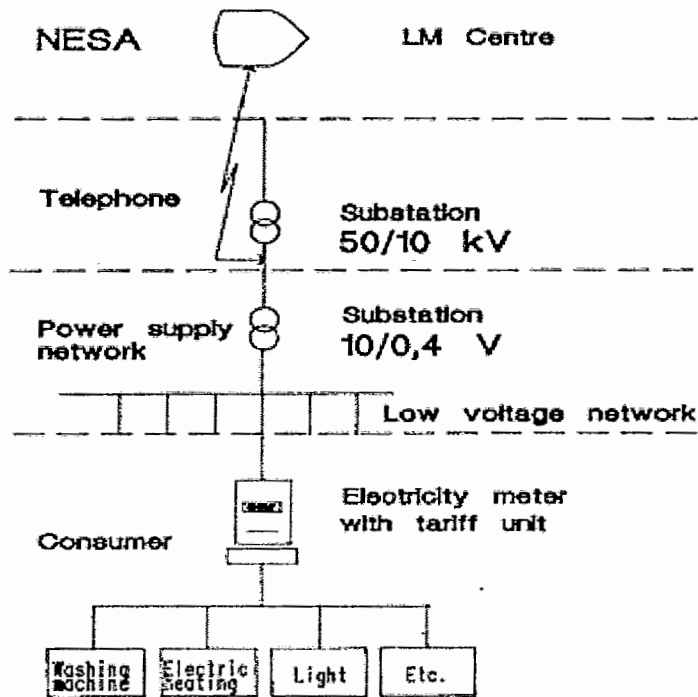 NESA
LM Centre
Telephone
Substation
50/10 kV
Power supply
network
Substation
10/0,4 V
Low voltage network
Electricity meter
with tariff unit
Consumer
Washing
machine
Electric
heating
Light
Etc.